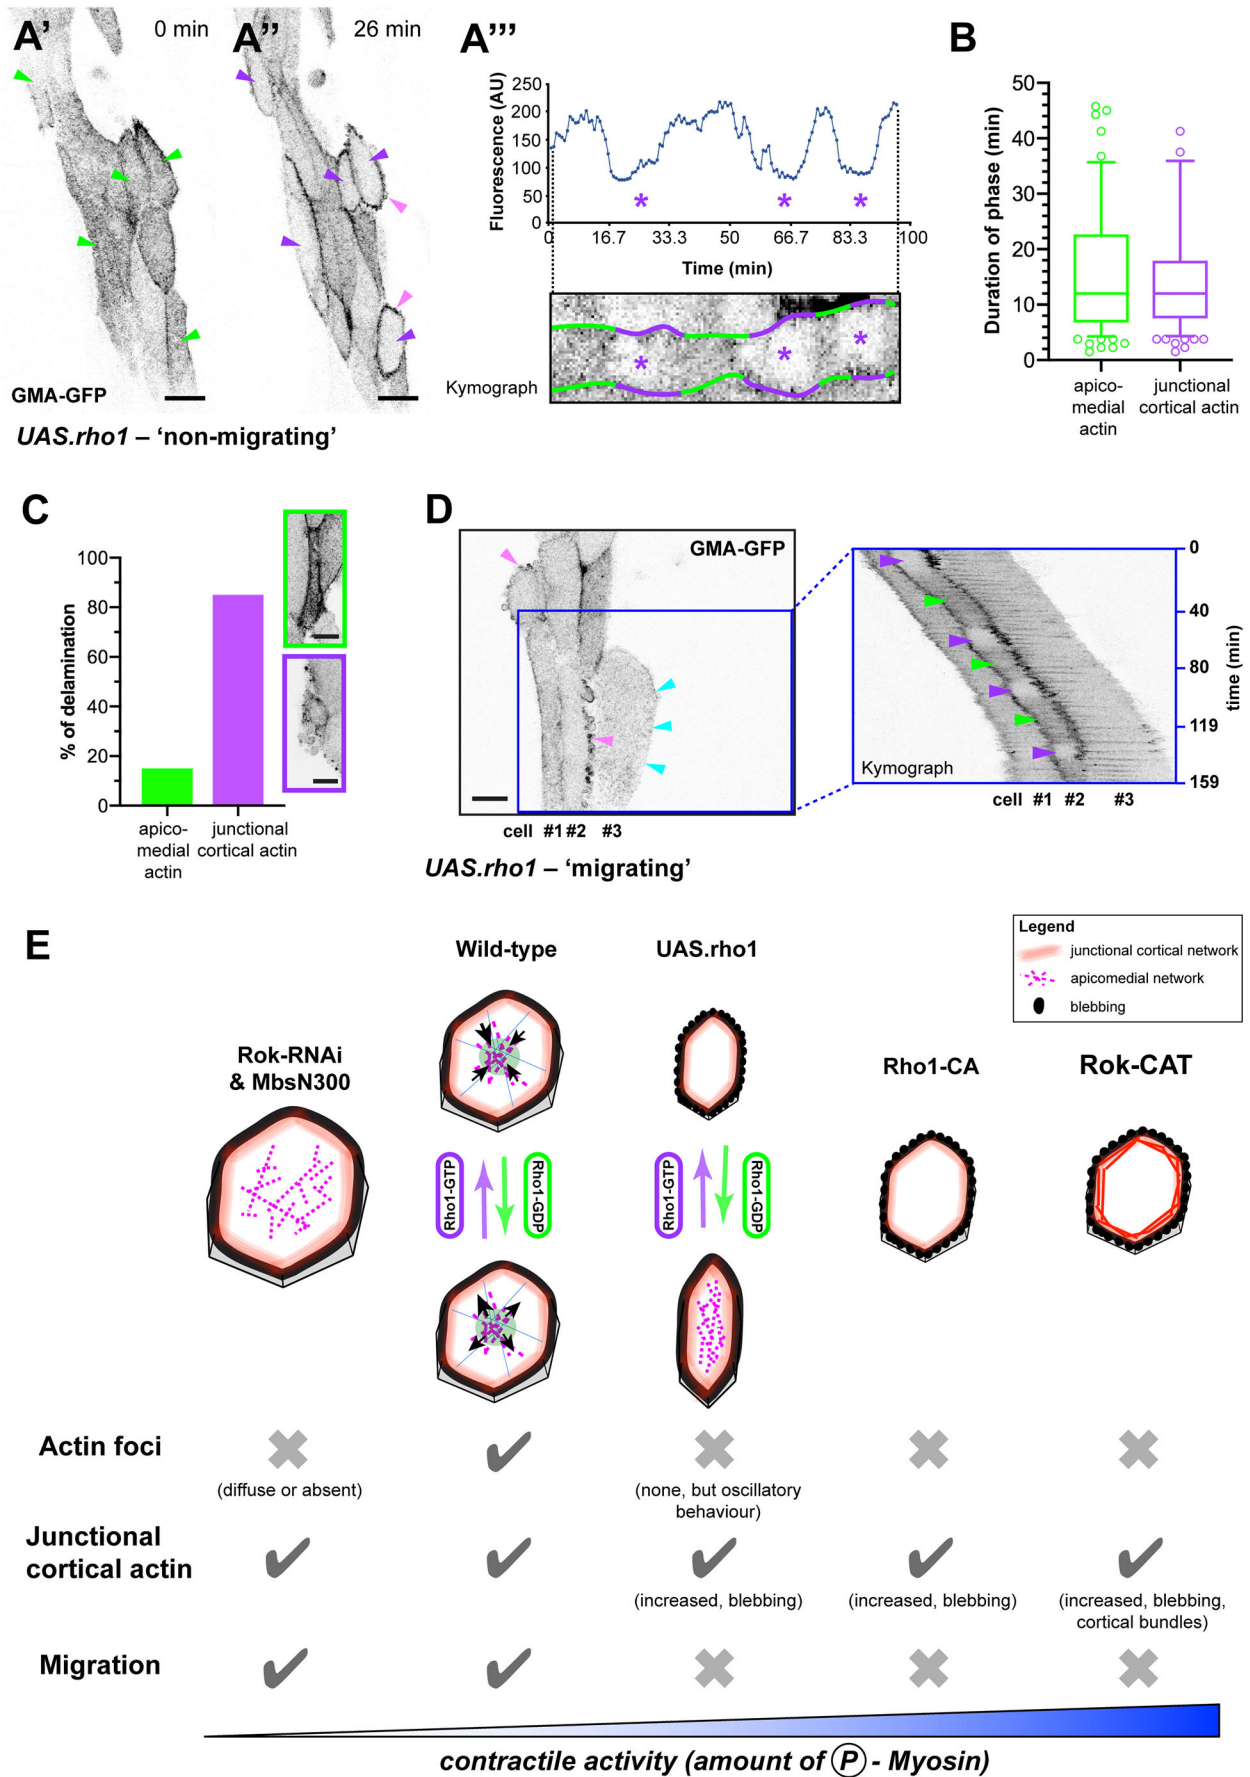 A' 0 min A'' 26 min
GMA-GFP
UAS.rho1 – 'non-migrating'
A'''
Fluorescence (AU)
250
200
150
100
50
0
0 16.7 33.3 50 66.7 83.3 100
Time (min)
* * *
Kymograph
* * *
B
Duration of phase (min)
50
40
30
20
10
0
apico-
medial
actin
junctional
cortical actin
C
% of delamination
100
80
60
40
20
0
apico-
medial
actin
junctional
cortical actin
D
GMA-GFP
cell #1 #2 #3
UAS.rho1 – 'migrating'
Kymograph
0
40
80
119
159
time (min)
cell #1 #2 #3
E
Legend
junctional cortical network
apicomedial network
blebbing
Rok-RNAi
& MbsN300
Wild-type
UAS.rho1
Rho1-CA
Rok-CAT
Rho1-GTP
Rho1-GDP
Rho1-GTP
Rho1-GDP
Actin foci
(diffuse or absent)
(none, but oscillatory
behaviour)
Junctional
cortical actin
(increased, blebbing)
(increased, blebbing)
(increased, blebbing,
cortical bundles)
Migration
contractile activity (amount of P - Myosin)